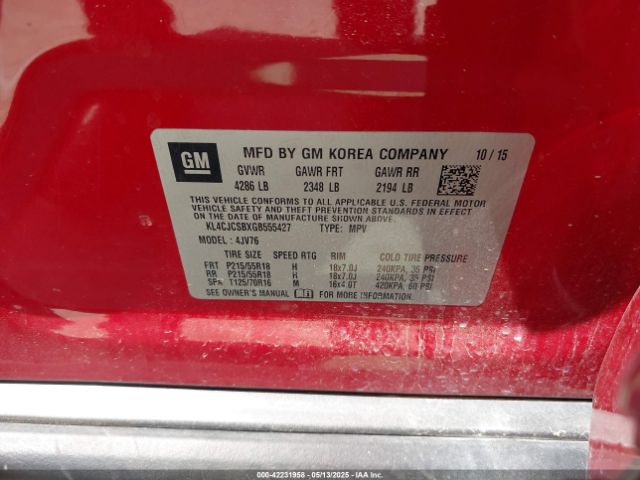 GM
MFD BY GM KOREA COMPANY 10/15
GVWR GAWR FRT GAWR RR
4286 LB 2348 LB 2194 LB
THIS VEHICLE CONFORMS TO ALL APPLICABLE U.S. FEDERAL MOTOR
VEHICLE SAFETY AND THEFT PREVENTION STANDARDS IN EFFECT
ON THE DATE OF MANUFACTURE SHOWN ABOVE.
KL4CJCSBXGB555427 TYPE: MPV
MODEL: 4JV76
TIRE SIZE SPEED RTG RIM COLD TIRE PRESSURE
FRT P215/55R18 H 18x7.0J 240KPA, 35 PSI
RR P215/55R18 H 18x7.0J 240KPA, 35 PSI
SPA T125/70R16 M 16x4.0T 420KPA, 60 PSI
SEE OWNER'S MANUAL FOR MORE INFORMATION.
000-42231958 - 05/13/2025 - IAAI.com